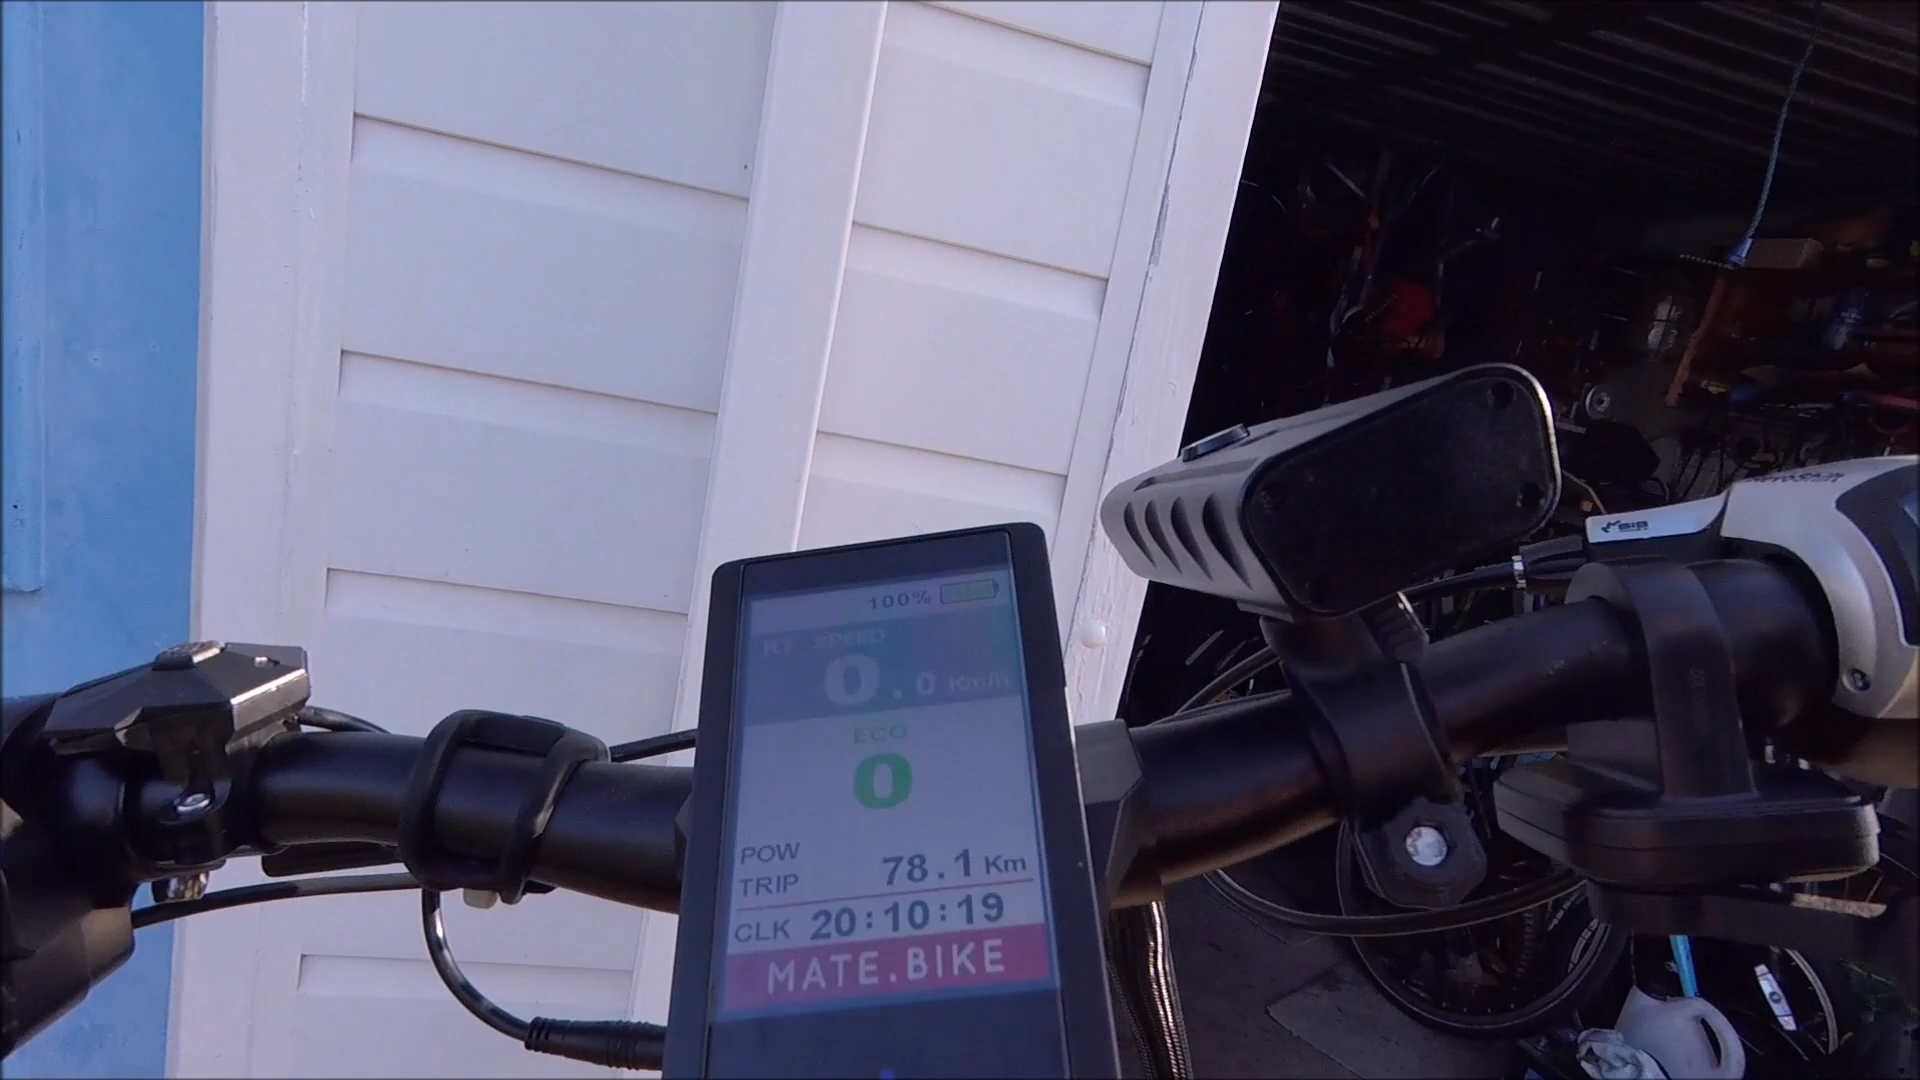 100%
RT SPEED
0.0 Km/h
ECO
0
POW
TRIP 78.1 Km
CLK 20:10:19
MATE.BIKE